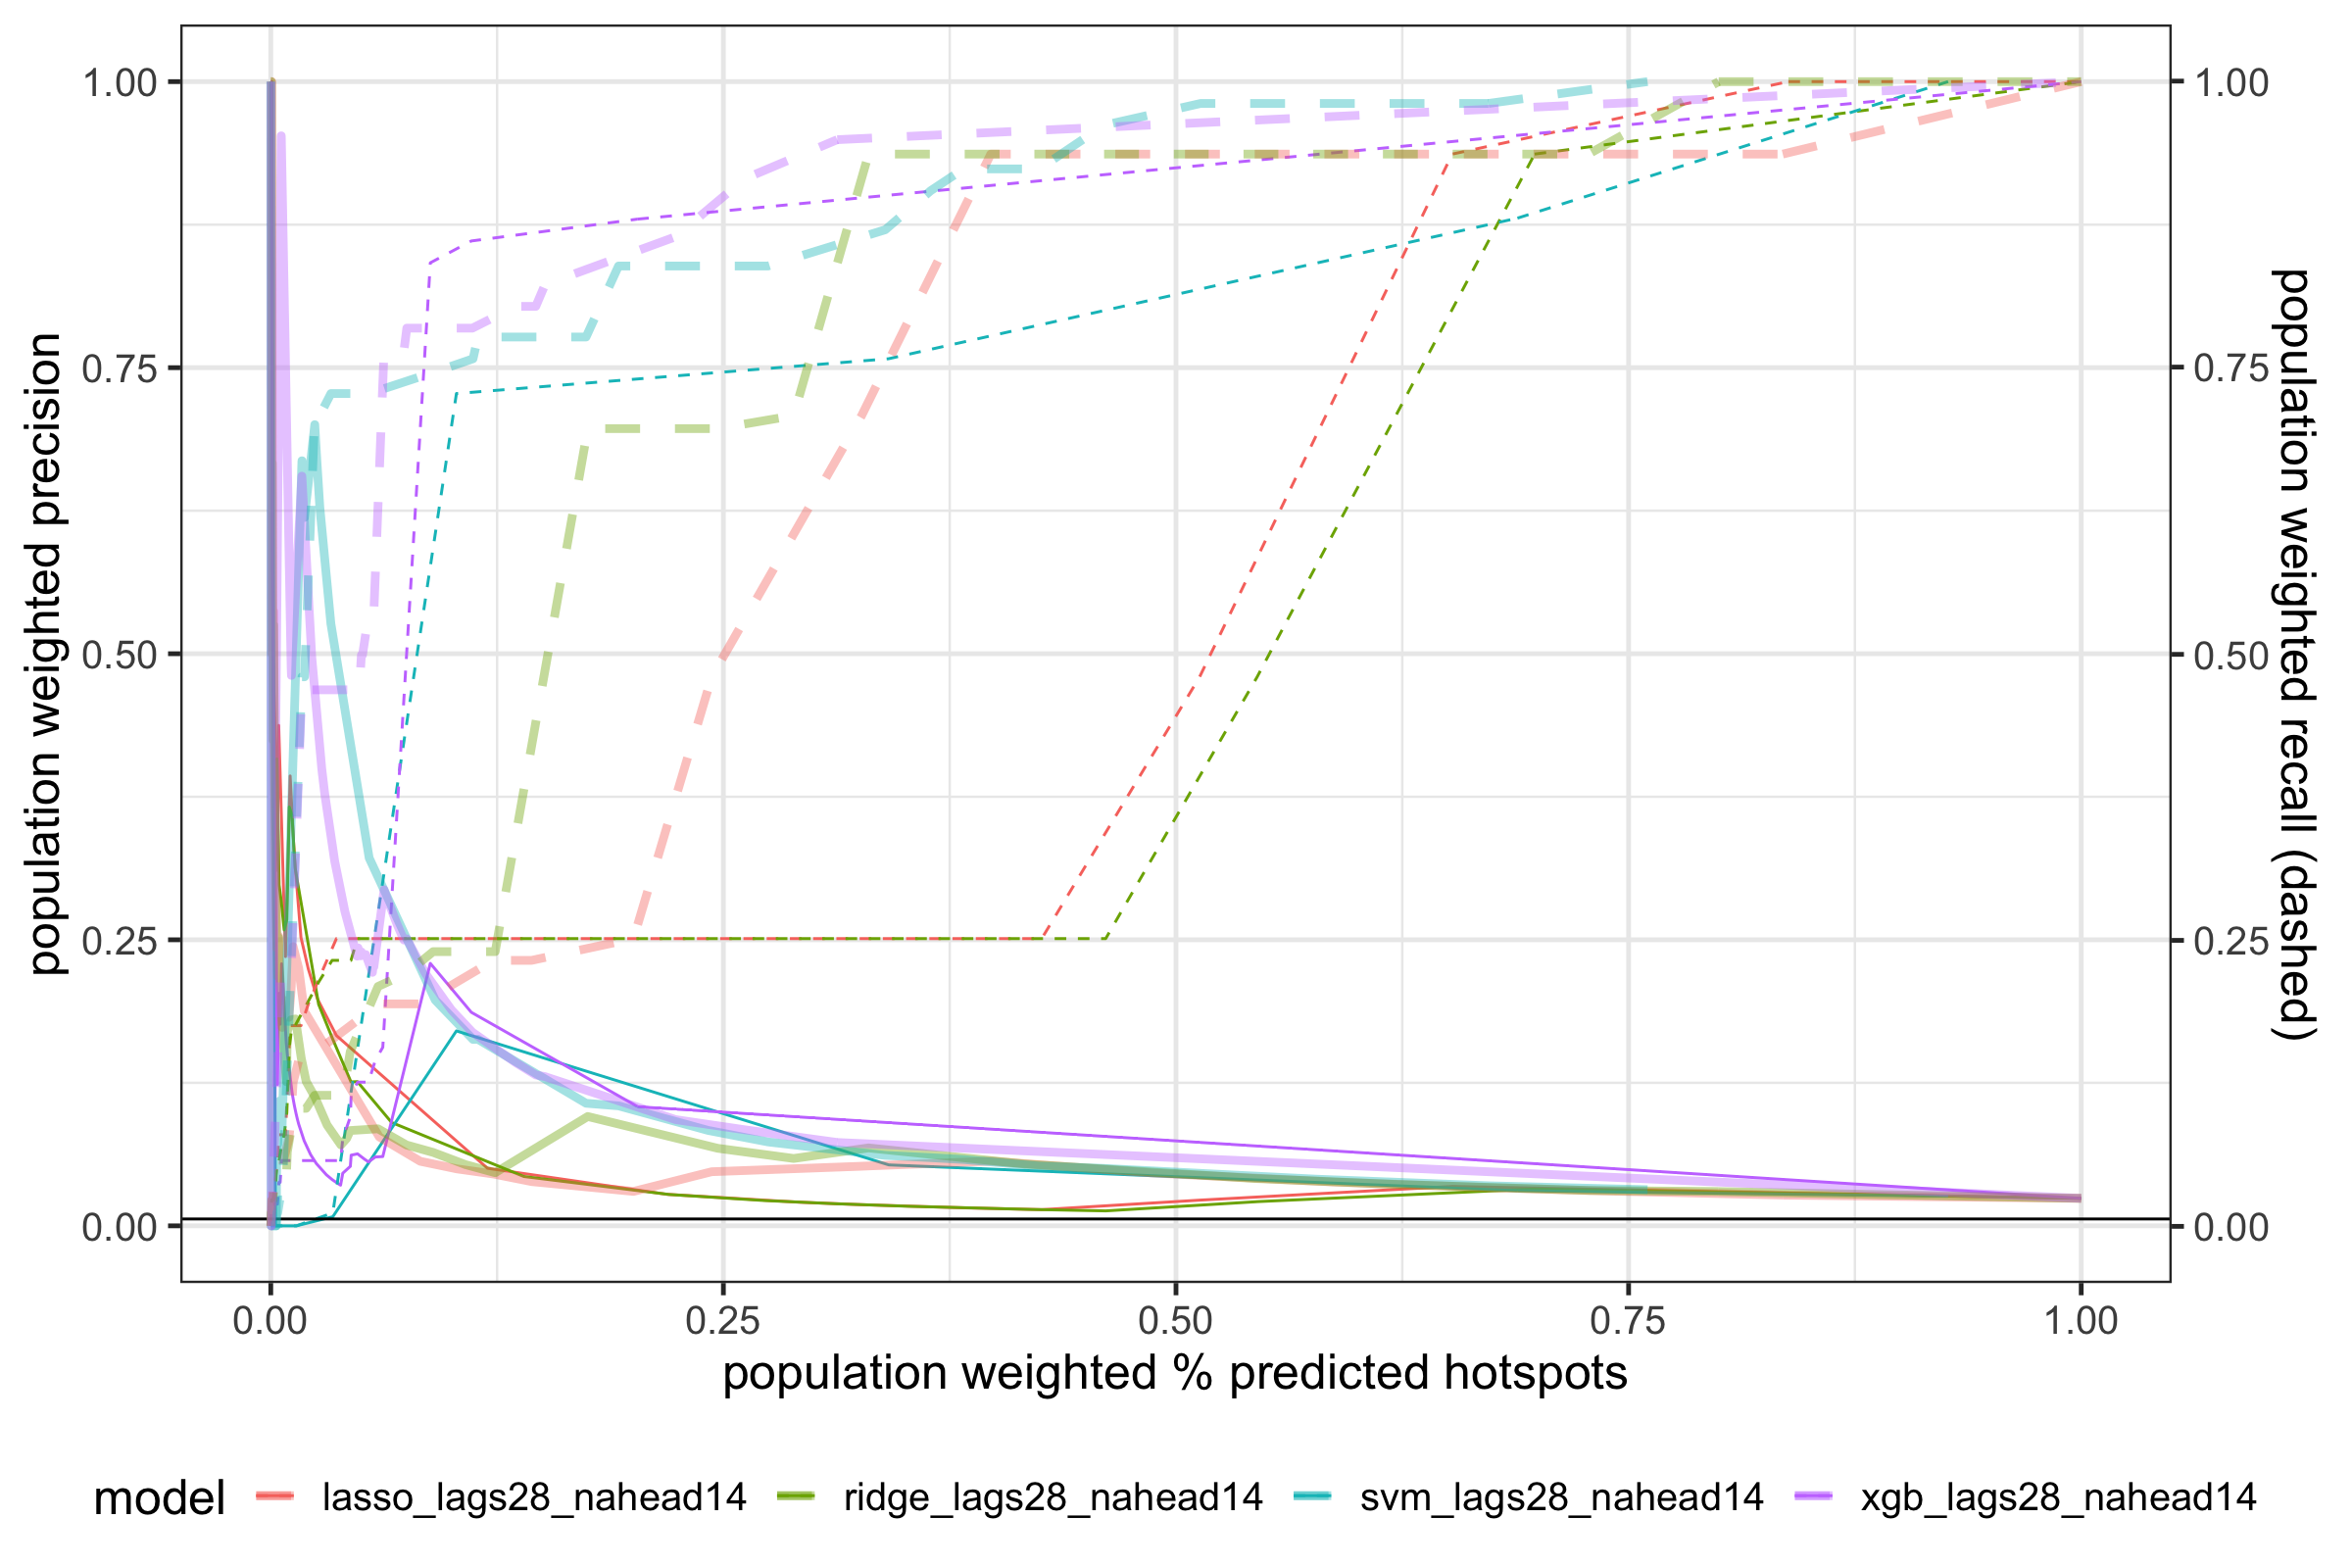 population weighted precision
1.00
0.75
0.50
0.25
0.00
1.00
0.75
0.50
0.25
0.00
population weighted recall (dashed)
0.00 0.25 0.50 0.75 1.00
population weighted % predicted hotspots
model lasso_lags28_nahead14 ridge_lags28_nahead14 svm_lags28_nahead14 xgb_lags28_nahead14